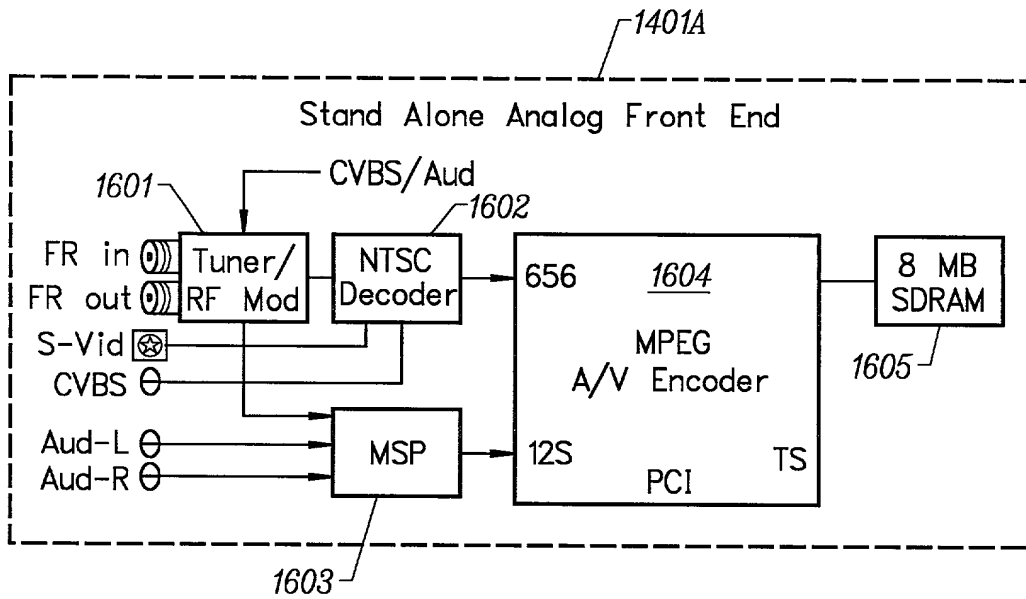 1401A
Stand Alone Analog Front End
CVBS/Aud
1601
1602
FR in
FR out
Tuner/
RF Mod
NTSC
Decoder
656
1604
8 MB
SDRAM
S-Vid
CVBS
MPEG
A/V Encoder
1605
Aud-L
Aud-R
MSP
12S
TS
PCI
1603